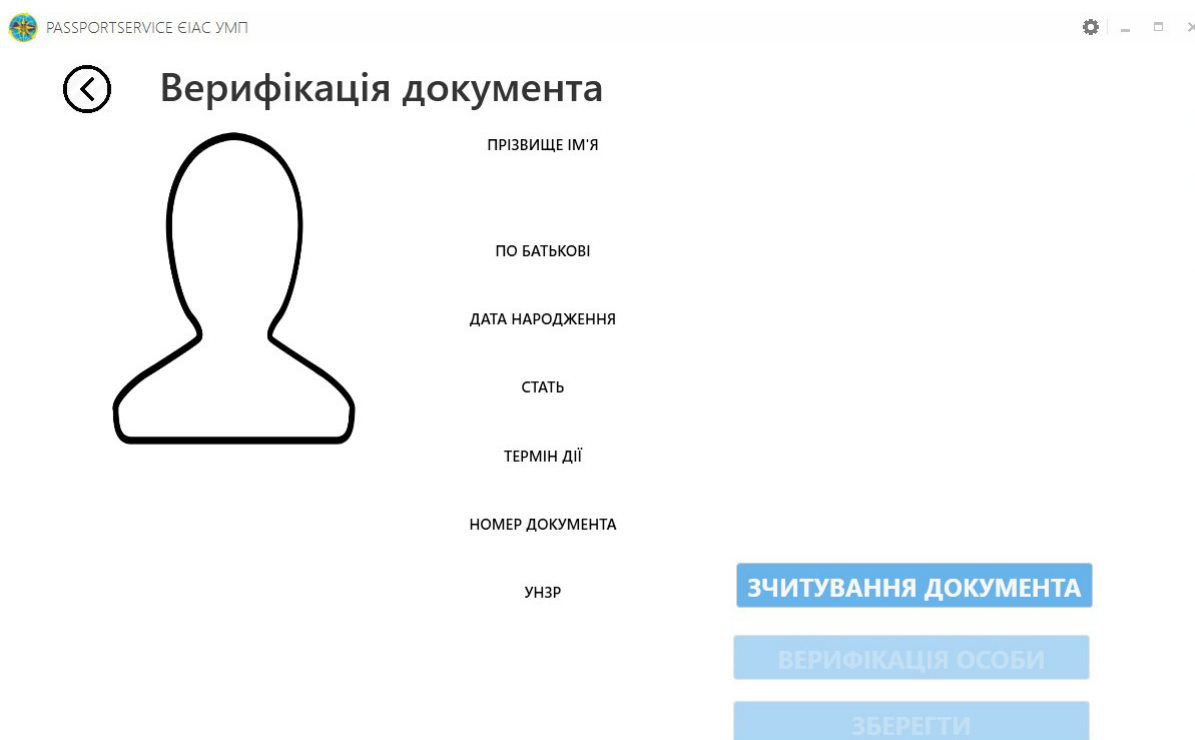 PASSPORTSERVICE ЄІАС УМП
Верифікація документа
ПРІЗВИЩЕ ІМ'Я
ПО БАТЬКОВІ
ДАТА НАРОДЖЕННЯ
СТАТЬ
ТЕРМІН ДІЇ
НОМЕР ДОКУМЕНТА
УНЗР
ЗЧИТУВАННЯ ДОКУМЕНТА
ВЕРИФІКАЦІЯ ОСОБИ
ЗБЕРЕГТИ